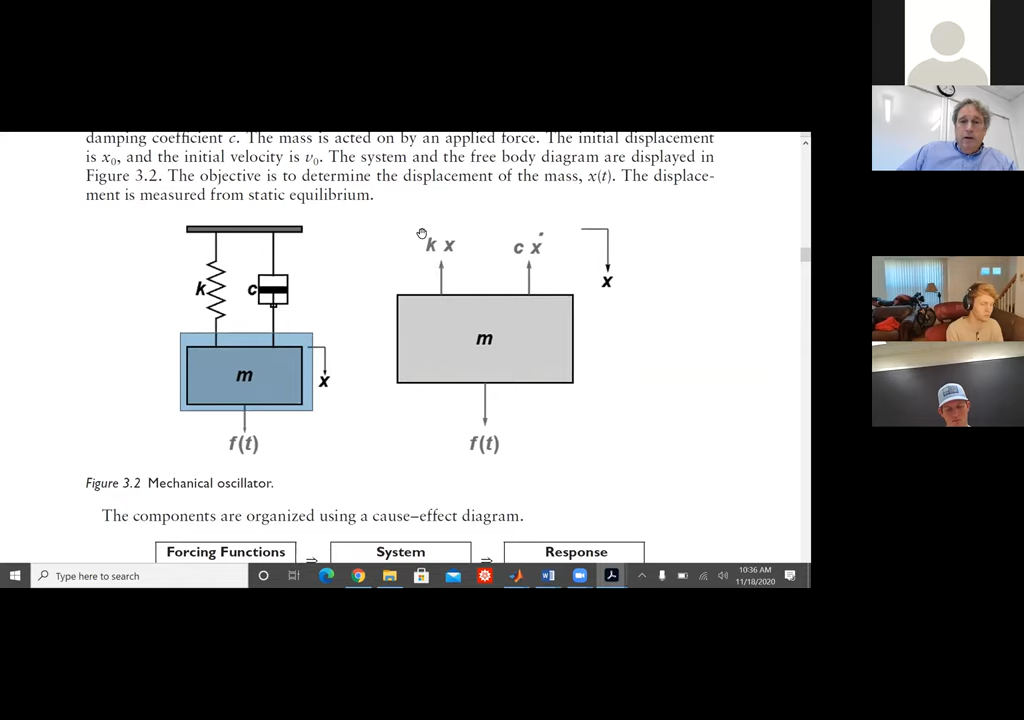 damping coefficient c. The mass is acted on by an applied force. The initial displacement
is x₀, and the initial velocity is v₀. The system and the free body diagram are displayed in
Figure 3.2. The objective is to determine the displacement of the mass, x(t). The displace-
ment is measured from static equilibrium.
k x
c ẋ
x
k
c
m
m
x
f(t)
f(t)
Figure 3.2 Mechanical oscillator.
The components are organized using a cause–effect diagram.
Forcing Functions ⇒ System ⇒ Response
Type here to search
10:36 AM
11/18/2020